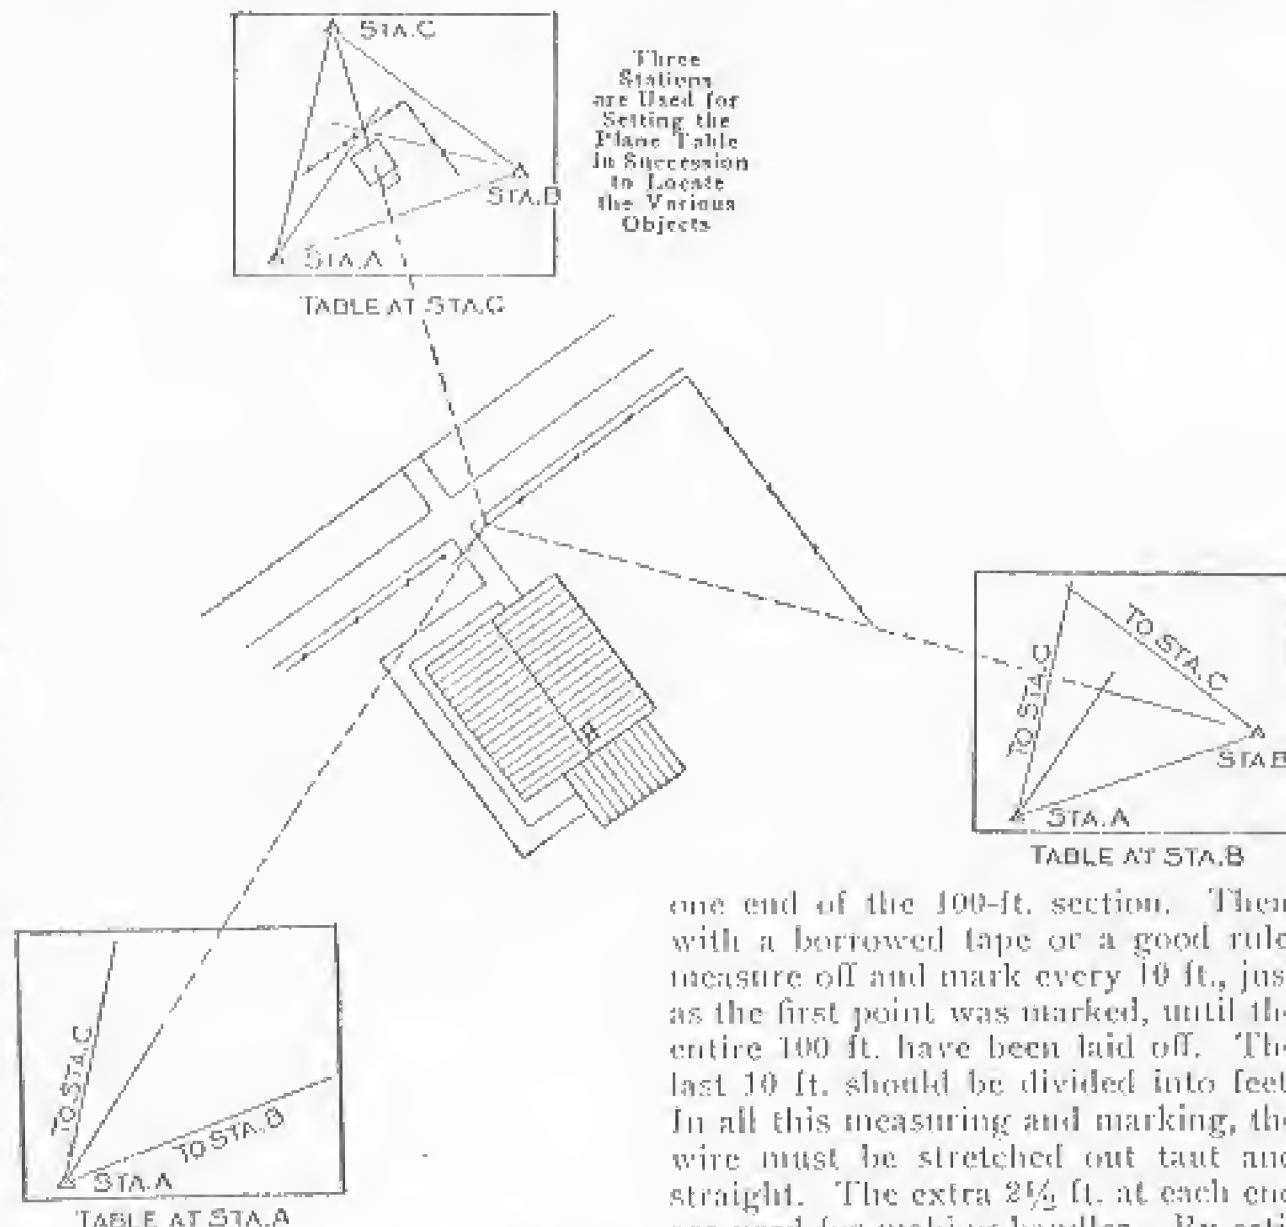 STA.C
Three
Stations
are Used for
Setting the
Plane Table
in Succession
to Locate
the Various
Objects
STA.B
STA.A
TABLE AT STA.C
TO STA.C
TO STA.C
STA.B
STA.A
TABLE AT STA.B
one end of the 100-ft. section. Then
with a borrowed tape or a good rule
measure off and mark every 10 ft., jus
as the first point was marked, until th
entire 100 ft. have been laid off. Th
last 10 ft. should be divided into feet
In all this measuring and marking, th
wire must be stretched out taut and
straight. The extra 2½ ft. at each end
TO STA.C
TO STA.B
STA.A
TABLE AT STA.A